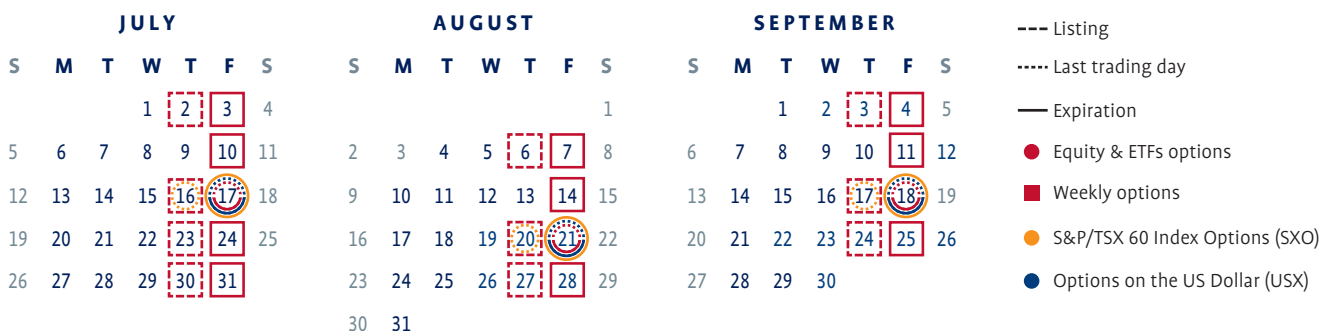 JULY
S M T W T F S
1 2 3 4
5 6 7 8 9 10 11
12 13 14 15 16 17 18
19 20 21 22 23 24 25
26 27 28 29 30 31
AUGUST
S M T W T F S
1
2 3 4 5 6 7 8
9 10 11 12 13 14 15
16 17 18 19 20 21 22
23 24 25 26 27 28 29
30 31
SEPTEMBER
S M T W T F S
1 2 3 4 5
6 7 8 9 10 11 12
13 14 15 16 17 18 19
20 21 22 23 24 25 26
27 28 29 30
Listing
Last trading day
Expiration
Equity & ETFs options
Weekly options
S&P/TSX 60 Index Options (SXO)
Options on the US Dollar (USX)